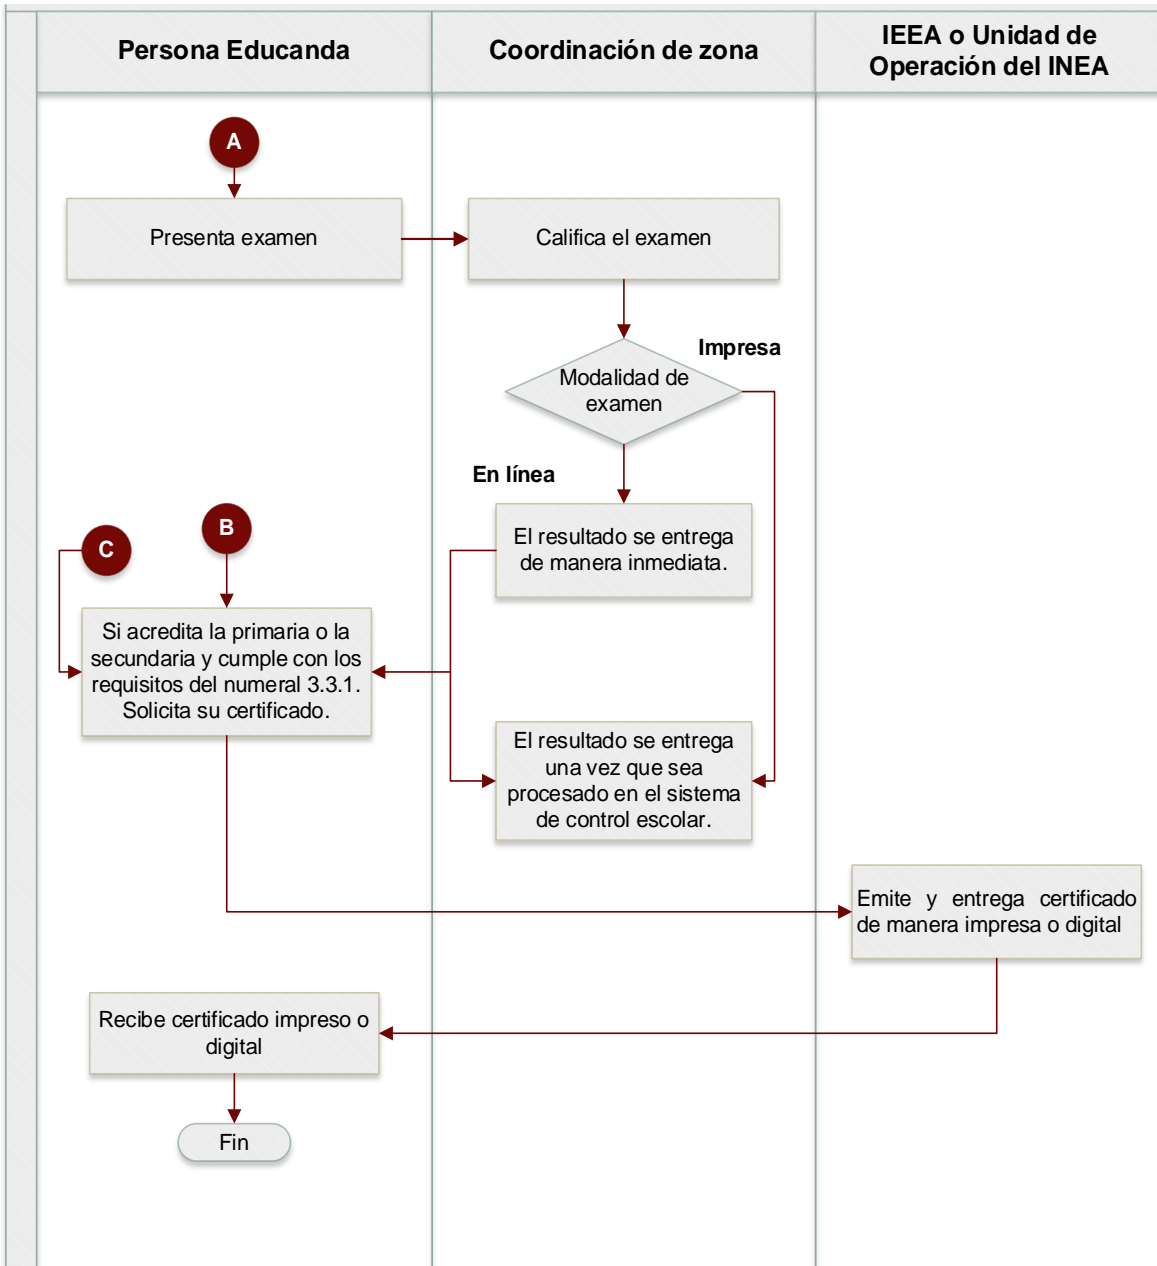 Persona Educanda
Coordinación de zona
IEEA o Unidad de
Operación del INEA
A
Presenta examen
Califica el examen
Impresa
Modalidad de
examen
En línea
B
C
El resultado se entrega
de manera inmediata.
Si acredita la primaria o la
secundaria y cumple con los
requisitos del numeral 3.3.1.
Solicita su certificado.
El resultado se entrega
una vez que sea
procesado en el sistema
de control escolar.
Emite y entrega certificado
de manera impresa o digital
Recibe certificado impreso o
digital
Fin